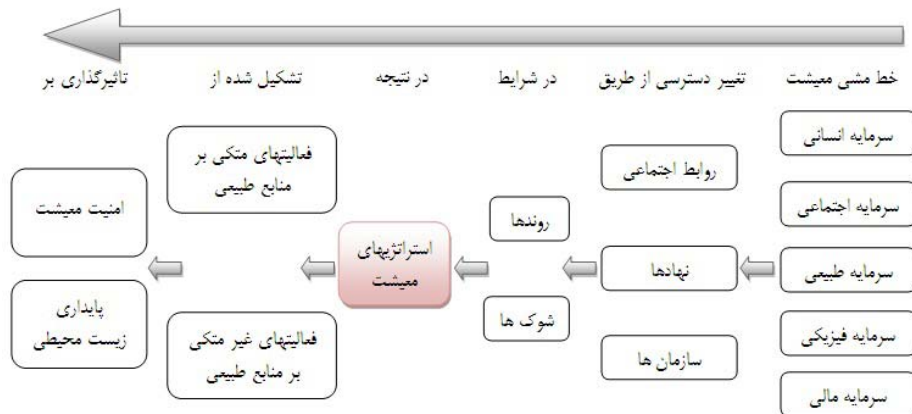 خط مشی معیشت
تغییر دسترسی از طریق
در شرایط
در نتیجه
تشکیل شده از
تاثیرگذاری بر
سرمایه انسانی
سرمایه اجتماعی
سرمایه طبیعی
سرمایه فیزیکی
سرمایه مالی
روابط اجتماعی
نهادها
سازمان ها
روندها
شوک ها
استراتژیهای
معیشت
فعالیتهای متکی بر
منابع طبیعی
فعالیتهای غیر متکی
بر منابع طبیعی
امنیت معیشت
پایداری
زیست محیطی